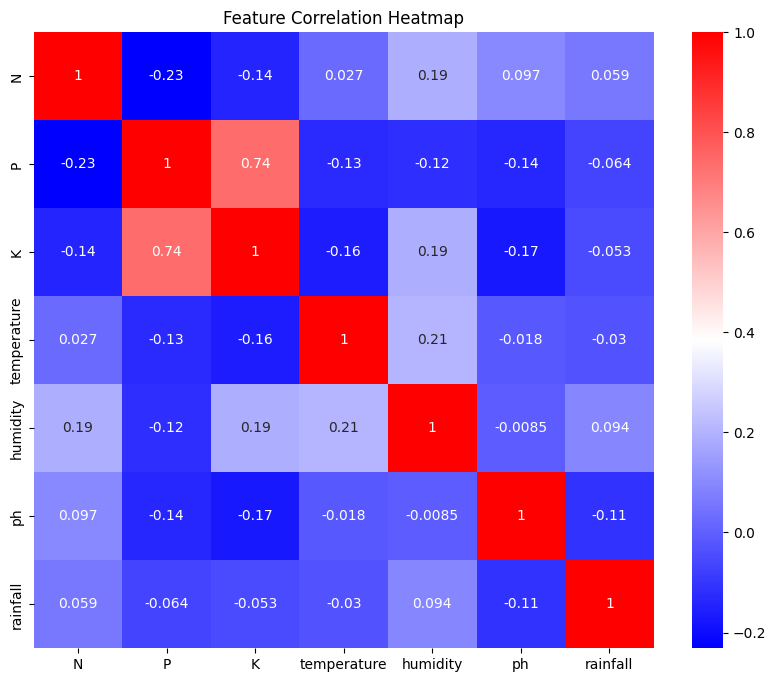 Feature Correlation Heatmap
N 1 -0.23 -0.14 0.027 0.19 0.097 0.059
P -0.23 1 0.74 -0.13 -0.12 -0.14 -0.064
K -0.14 0.74 1 -0.16 0.19 -0.17 -0.053
temperature 0.027 -0.13 -0.16 1 0.21 -0.018 -0.03
humidity 0.19 -0.12 0.19 0.21 1 -0.0085 0.094
ph 0.097 -0.14 -0.17 -0.018 -0.0085 1 -0.11
rainfall 0.059 -0.064 -0.053 -0.03 0.094 -0.11 1
N P K temperature humidity ph rainfall
1.0
0.8
0.6
0.4
0.2
0.0
−0.2